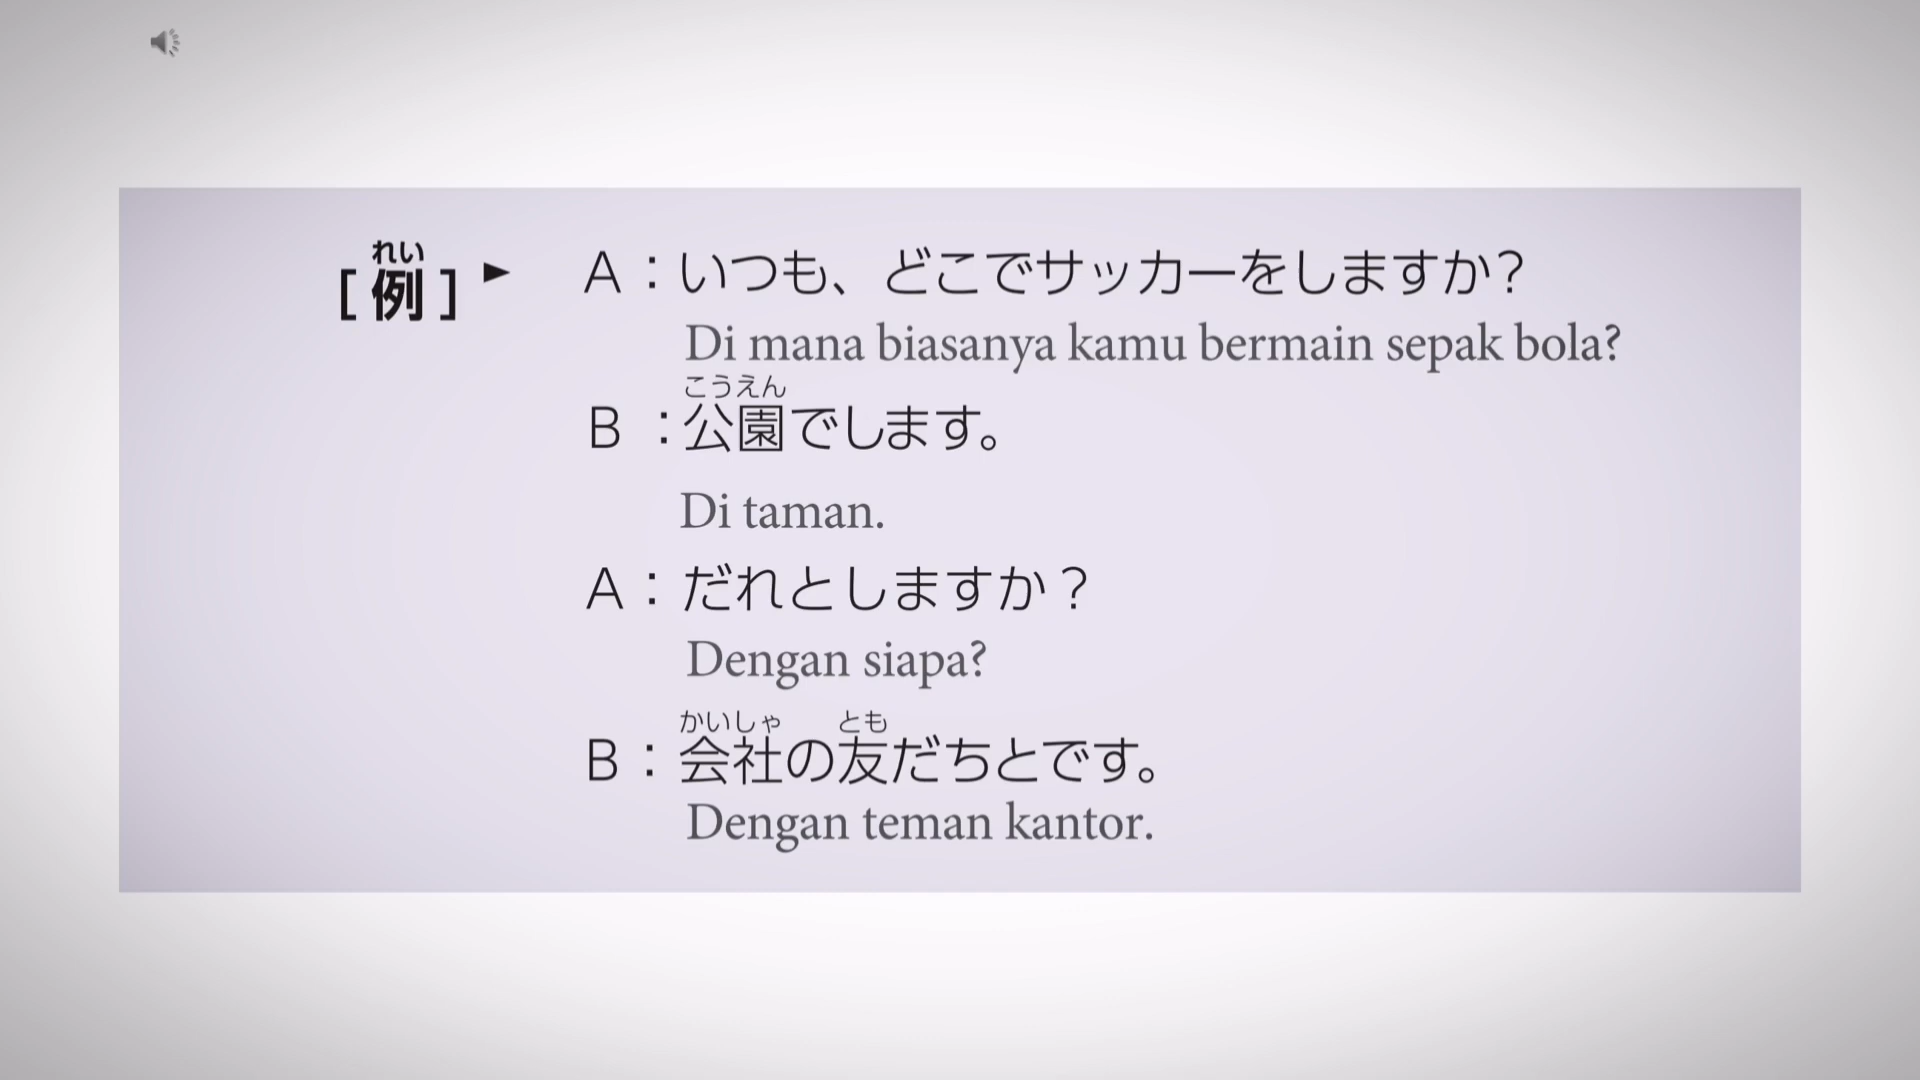 れい
[例]► A：いつも、どこでサッカーをしますか？
Di mana biasanya kamu bermain sepak bola?
こうえん
B：公園でします。
Di taman.
A：だれとしますか？
Dengan siapa?
かいしゃ とも
B：会社の友だちとです。
Dengan teman kantor.